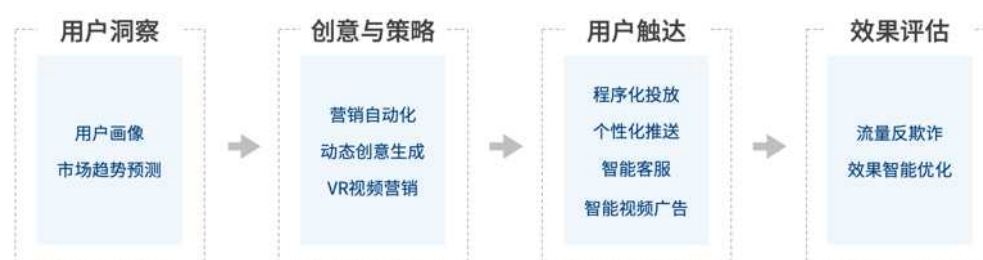 用户洞察
用户画像
市场趋势预测
创意与策略
营销自动化
动态创意生成
VR视频营销
用户触达
程序化投放
个性化推送
智能客服
智能视频广告
效果评估
流量反欺诈
效果智能优化